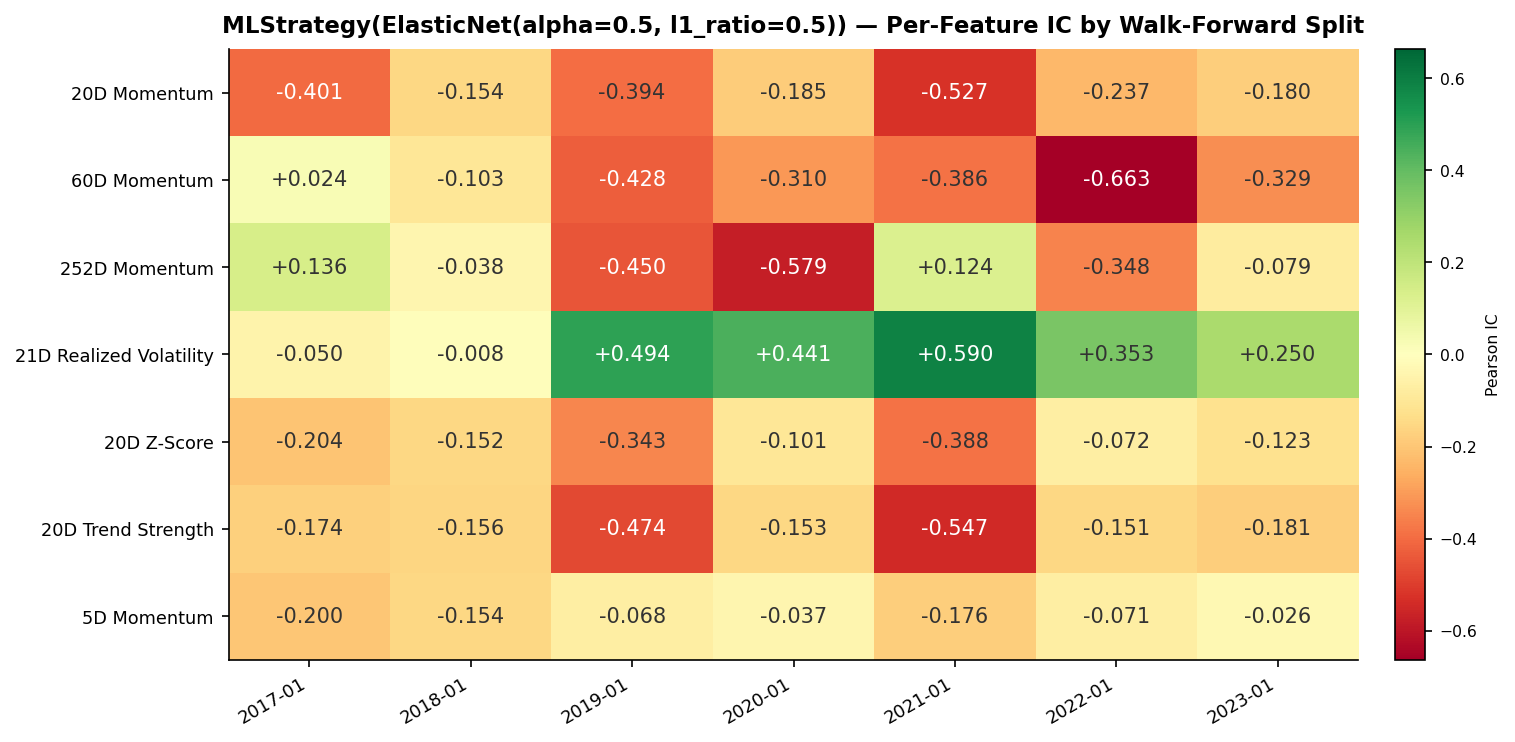 MLStrategy(ElasticNet(alpha=0.5, l1_ratio=0.5)) — Per-Feature IC by Walk-Forward Split
20D Momentum -0.401 -0.154 -0.394 -0.185 -0.527 -0.237 -0.180
60D Momentum +0.024 -0.103 -0.428 -0.310 -0.386 -0.663 -0.329
252D Momentum +0.136 -0.038 -0.450 -0.579 +0.124 -0.348 -0.079
21D Realized Volatility -0.050 -0.008 +0.494 +0.441 +0.590 +0.353 +0.250
20D Z-Score -0.204 -0.152 -0.343 -0.101 -0.388 -0.072 -0.123
20D Trend Strength -0.174 -0.156 -0.474 -0.153 -0.547 -0.151 -0.181
5D Momentum -0.200 -0.154 -0.068 -0.037 -0.176 -0.071 -0.026
2017-01 2018-01 2019-01 2020-01 2021-01 2022-01 2023-01
0.6
0.4
0.2
0.0
−0.2
−0.4
−0.6
Pearson IC